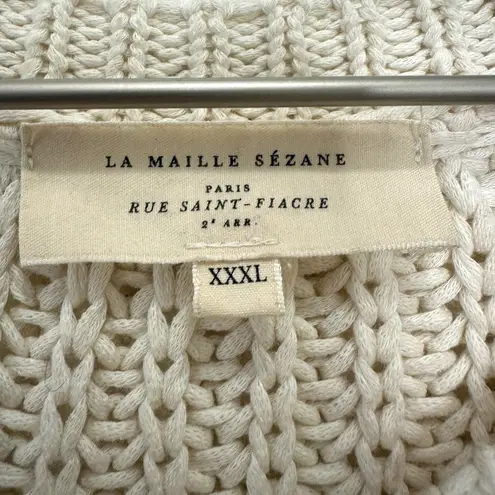 LA MAILLE SÉZANE
PARIS
RUE SAINT-FIACRE
2ᵉ ARR.
XXXL